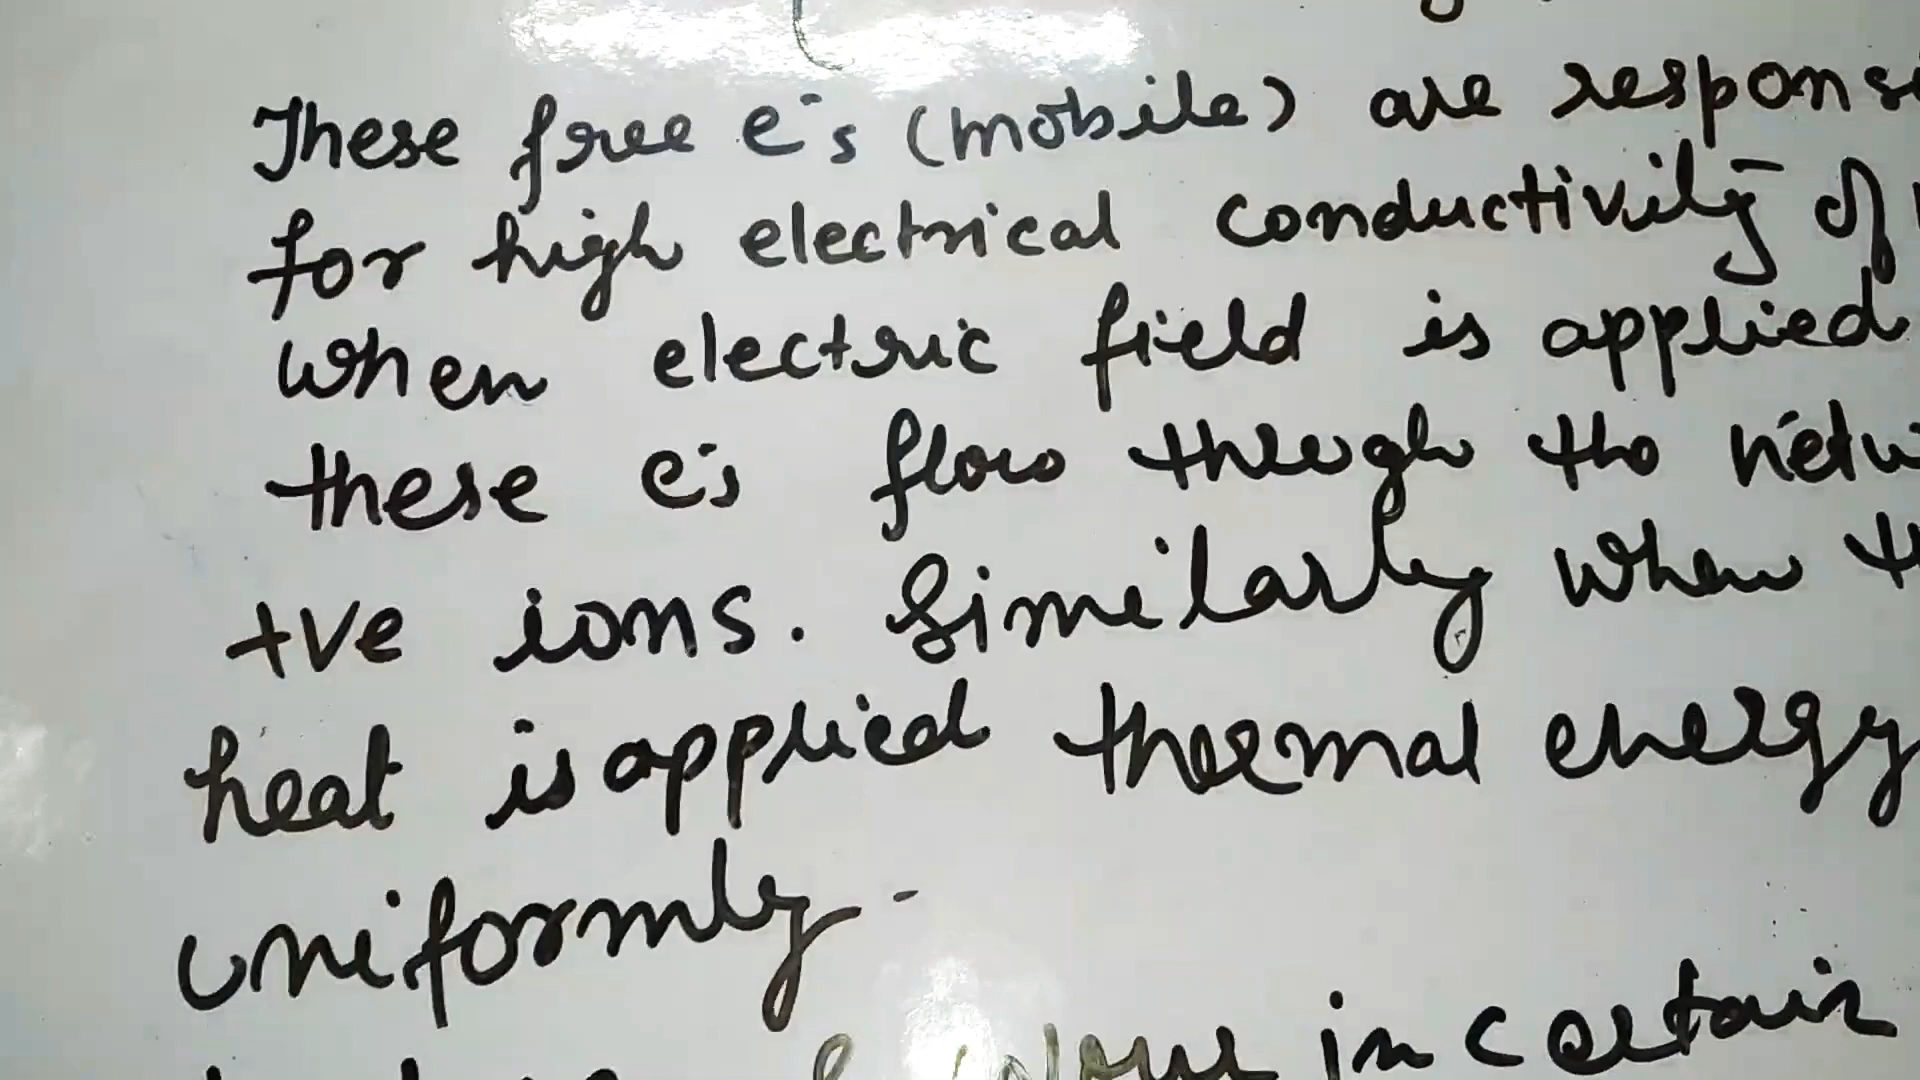 These free e⁻s (mobile) are responsi
for high electrical conductivity of
when electric field is applied
these e⁻s flow through the netw
+ve ions. Similarly when t
heat is applied thermal energy
uniformly.
in certain